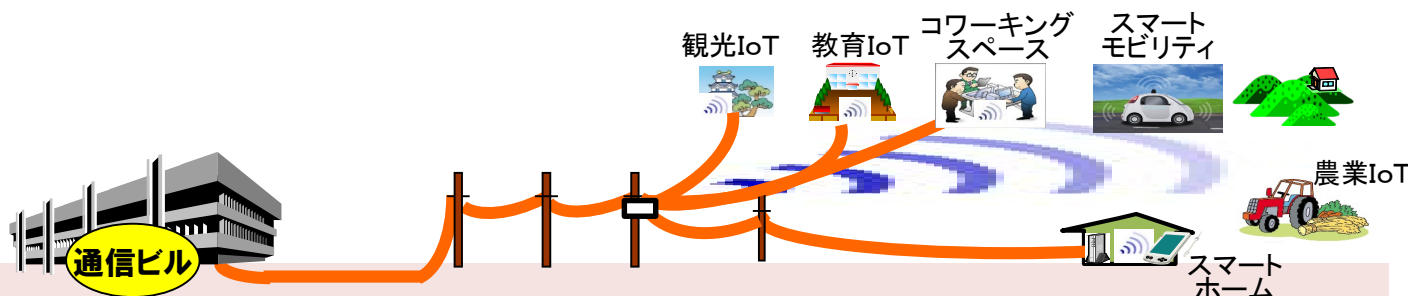 観光IoT
教育IoT
コワーキング
スペース
スマート
モビリティ
農業IoT
通信ビル
スマート
ホーム